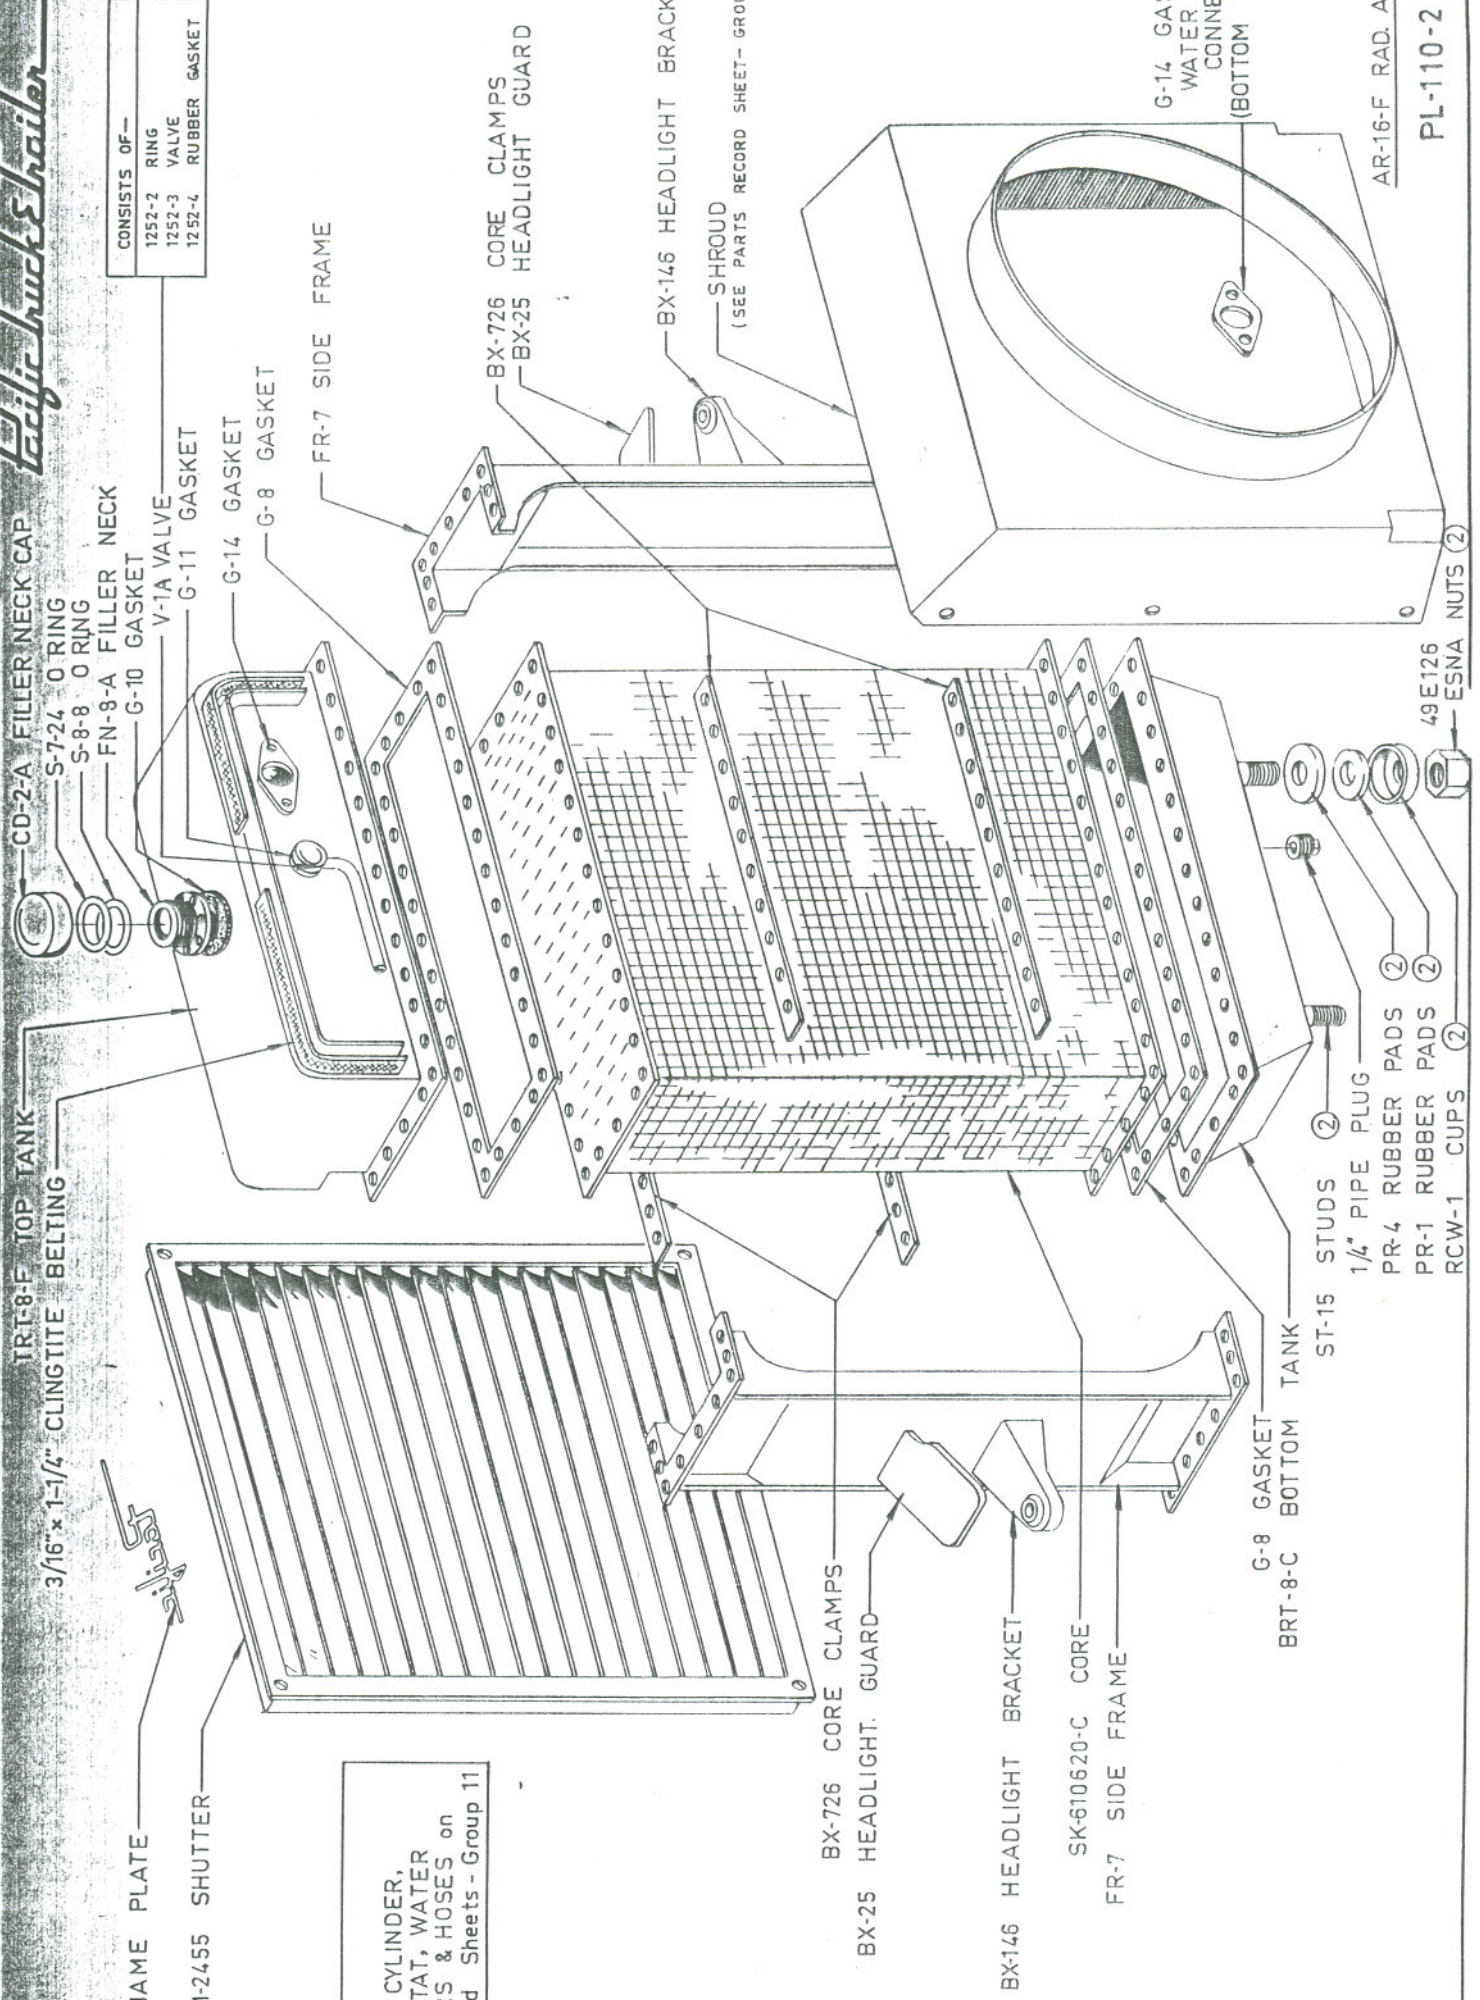 Pacific Truck & Trailer
CD-2-A FILLER NECK CAP
S-7-24 O RING
S-8-8 O RING
FN-8-A FILLER NECK
G-10 GASKET
V-1A VALVE
G-11 GASKET
G-14 GASKET
G-8 GASKET
FR-7 SIDE FRAME
CONSISTS OF—
1252-2 RING
1252-3 VALVE
1252-4 RUBBER GASKET
TRT-8-F TOP TANK
3/16" x 1-1/4" CLINGTITE BELTING
Pacific
PLATE
2455 SHUTTER
CYLINDER,
WATER
& HOSES on
Sheets - Group 11
BX-726 CORE CLAMPS
BX-25 HEADLIGHT GUARD
BX-146 HEADLIGHT
SHROUD
(SEE PARTS RECORD SHEET-
G-14
WATER
(BOTTOM
BX-726 CORE CLAMPS
BX-25 HEADLIGHT. GUARD
BX-146 HEADLIGHT BRACKET
SK-610620-C CORE
FR-7 SIDE FRAME
G-8 GASKET
BRT-8-C BOTTOM TANK
ST-15 STUDS 2
1/4" PIPE PLUG
PR-4 RUBBER PADS 2
PR-1 RUBBER PADS 2
RCW-1 CUPS 2
49E126
ESNA NUTS 2
AR-16-F RAD.
PL-110-2